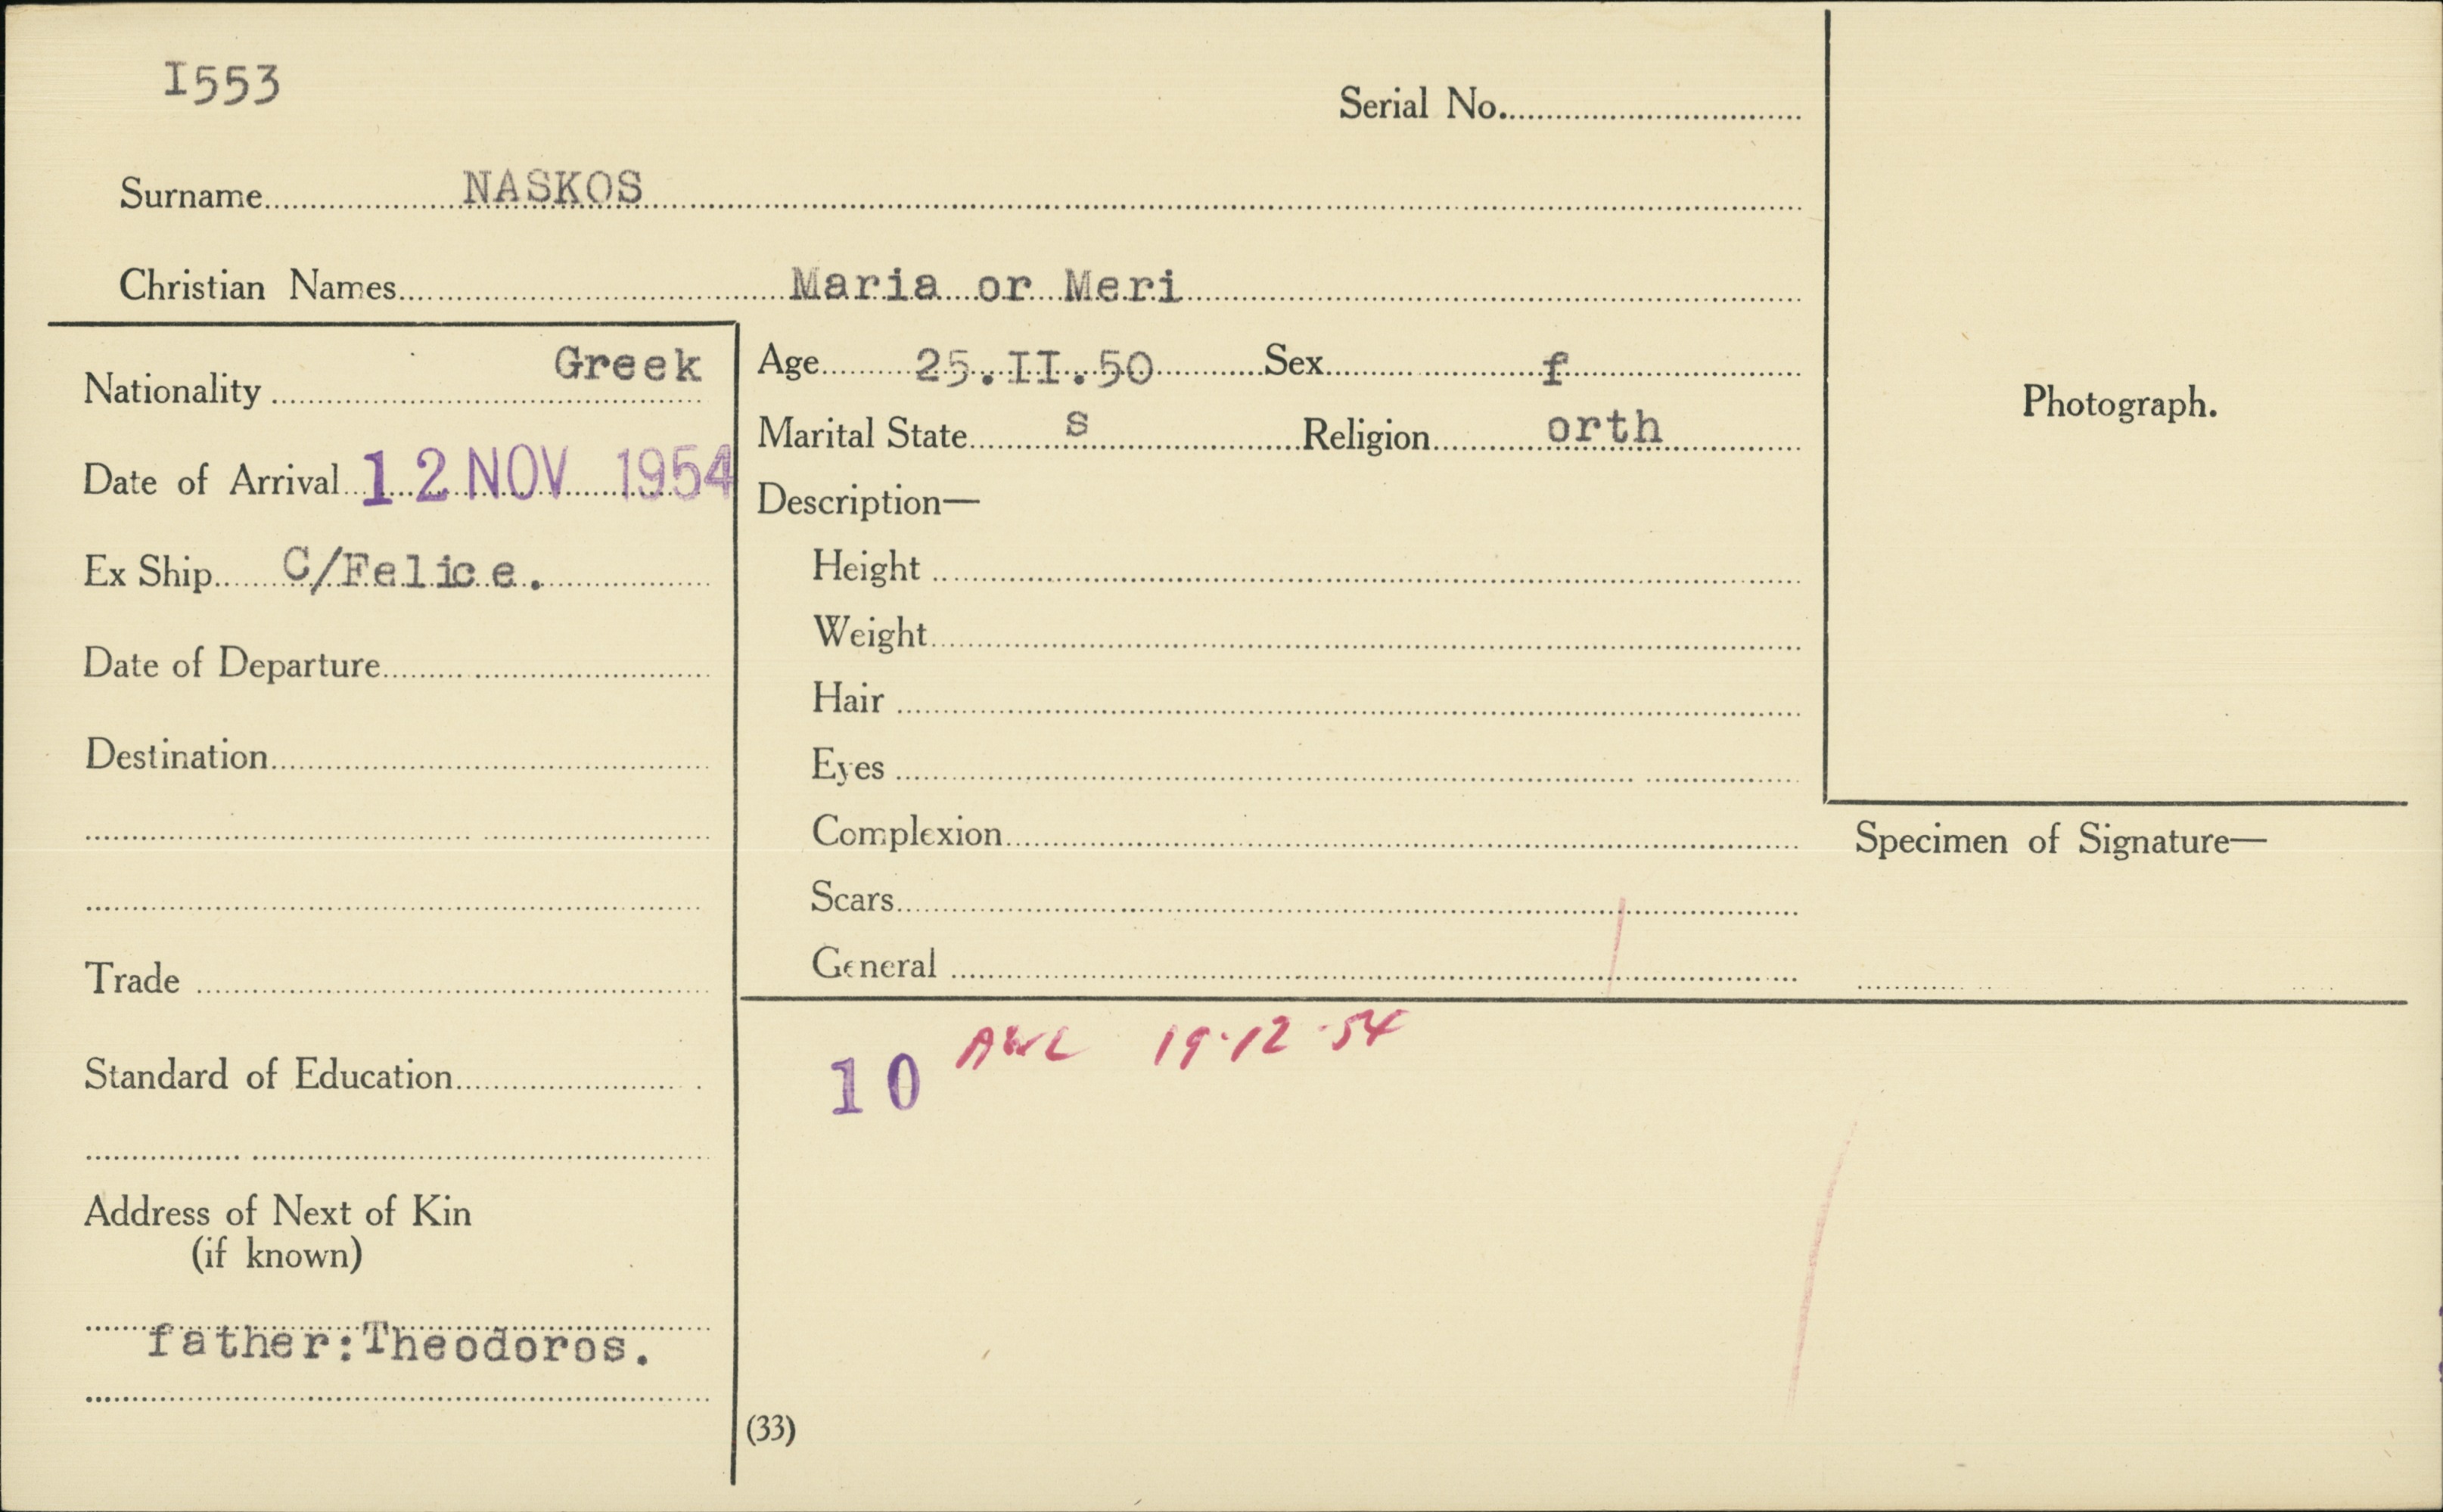 I553
Serial No.
Surname NASKOS
Christian Names Maria or Meri
Nationality Greek
Date of Arrival 12 NOV 1954
Ex Ship C/Felice.
Date of Departure
Destination
Trade
Standard of Education
Address of Next of Kin
(if known)
father:Theodoros.
Age 25.II.50 Sex f
Marital State s Religion orth
Description—
Height
Weight
Hair
Eyes
Complexion
Scars
General
Photograph.
Specimen of Signature—
10 AWL 19·12·54
(33)